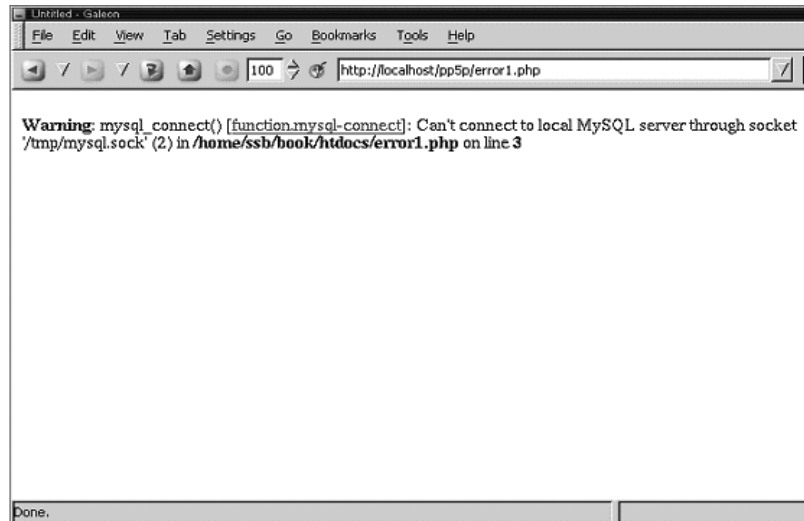 Untitled - Galeon
File Edit View Tab Settings Go Bookmarks Tools Help
100 http://localhost/pp5p/error1.php
Warning: mysql_connect() [function.mysql-connect]: Can't connect to local MySQL server through socket
'/tmp/mysql.sock' (2) in /home/ssb/book/htdocs/error1.php on line 3
Done.